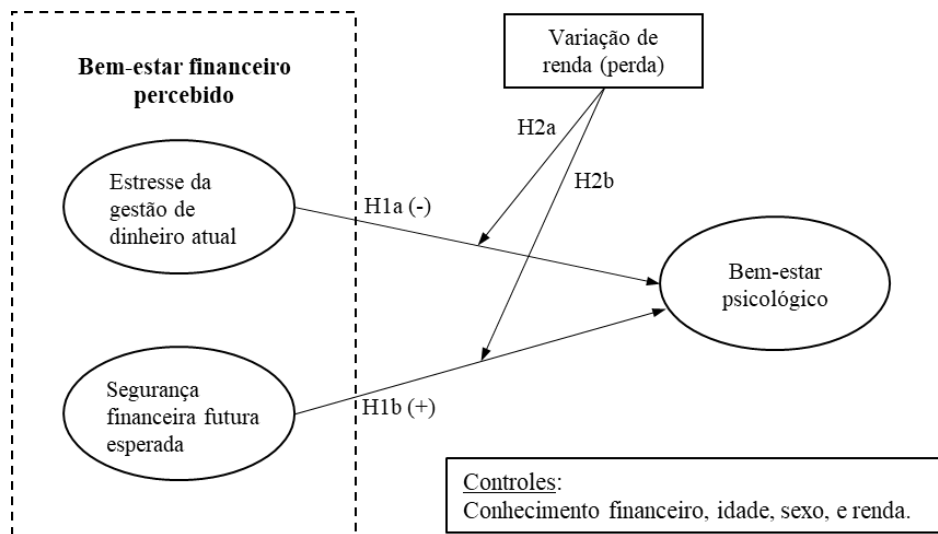 Bem-estar financeiro
percebido
Variação de
renda (perda)
H2a
H2b
Estresse da
gestão de
dinheiro atual
H1a (-)
Bem-estar
psicológico
Segurança
financeira futura
esperada
H1b (+)
Controles:
Conhecimento financeiro, idade, sexo, e renda.